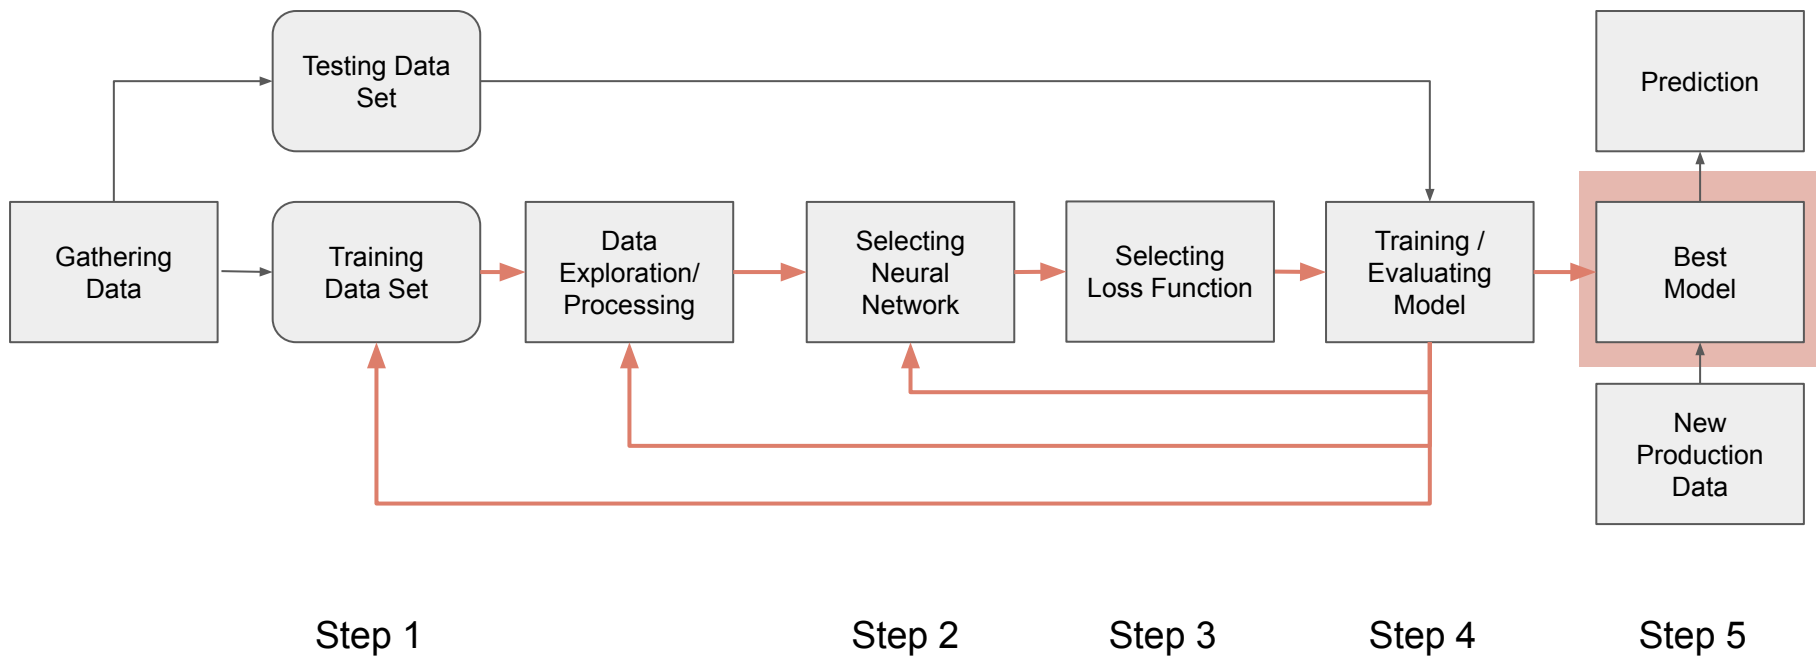 Testing Data
Set
Prediction
Gathering
Data
Training
Data Set
Data
Exploration/
Processing
Selecting
Neural
Network
Selecting
Loss Function
Training /
Evaluating
Model
Best
Model
New
Production
Data
Step 1
Step 2
Step 3
Step 4
Step 5